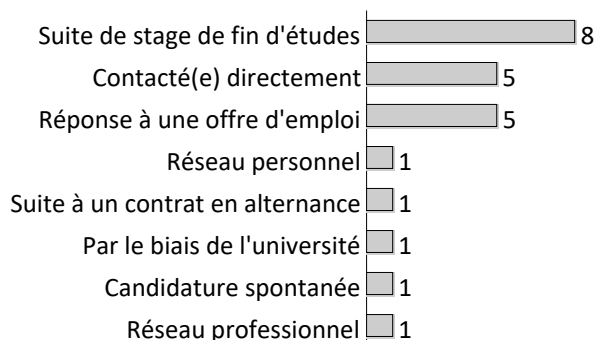 Suite de stage de fin d'études 8
Contacté(e) directement 5
Réponse à une offre d'emploi 5
Réseau personnel 1
Suite à un contrat en alternance 1
Par le biais de l'université 1
Candidature spontanée 1
Réseau professionnel 1